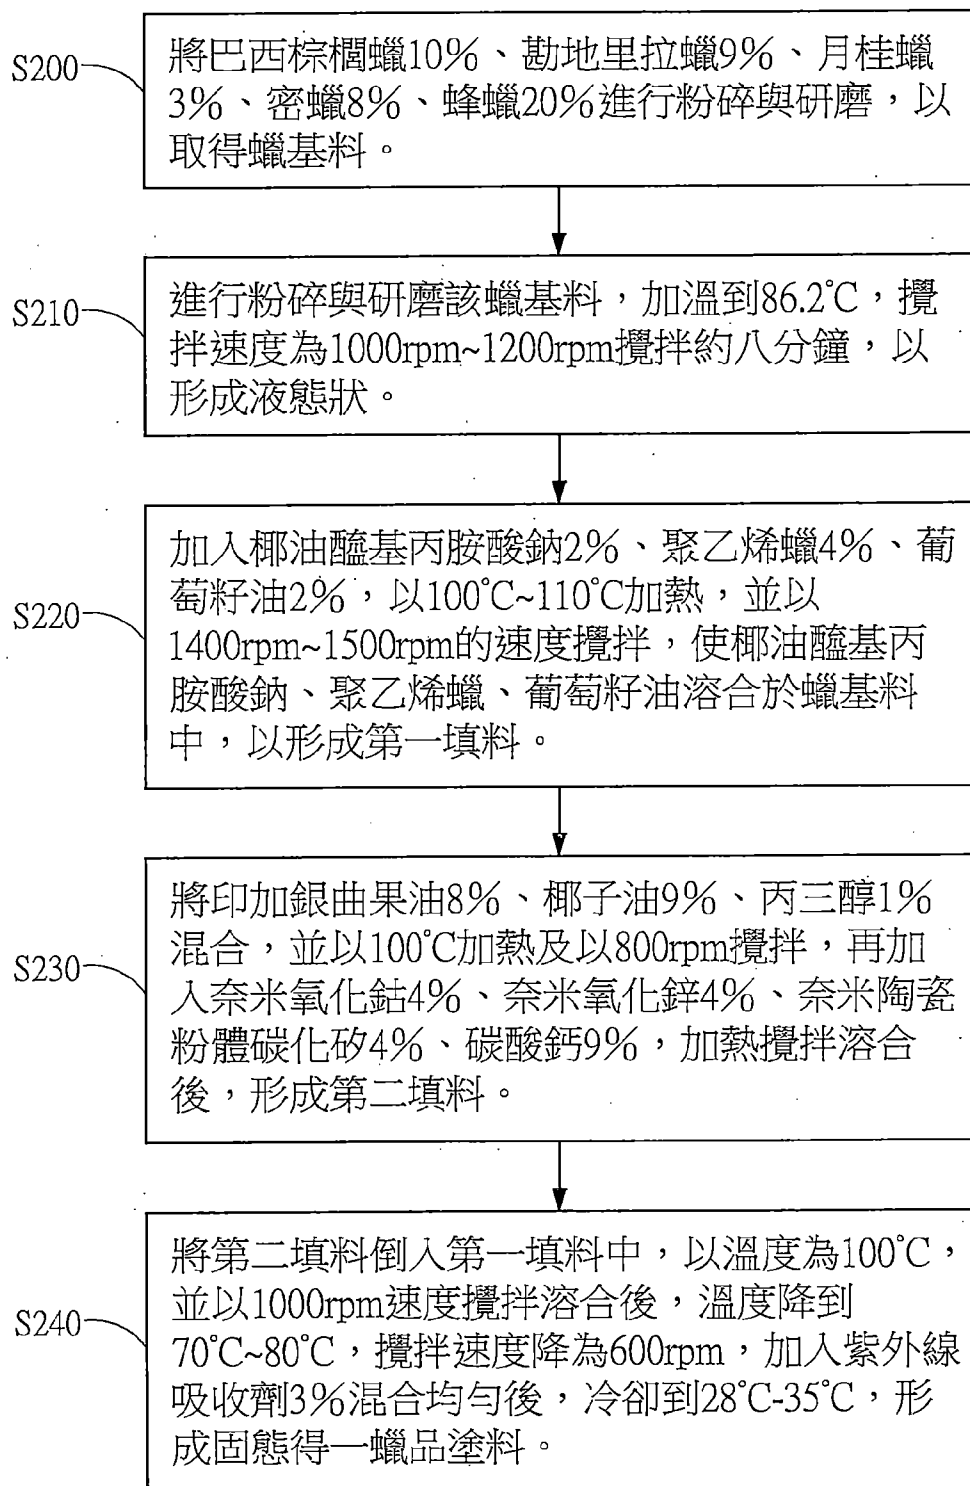 S200
將巴西棕櫚蠟10%、勘地里拉蠟9%、月桂蠟
3%、密蠟8%、蜂蠟20%進行粉碎與研磨，以
取得蠟基料。
S210
進行粉碎與研磨該蠟基料，加溫到86.2℃，攪
拌速度為1000rpm~1200rpm攪拌約八分鐘，以
形成液態狀。
S220
加入椰油醯基丙胺酸鈉2%、聚乙烯蠟4%、葡
萄籽油2%，以100℃~110℃加熱，並以
1400rpm~1500rpm的速度攪拌，使椰油醯基丙
胺酸鈉、聚乙烯蠟、葡萄籽油溶合於蠟基料
中，以形成第一填料。
S230
將印加銀曲果油8%、椰子油9%、丙三醇1%
混合，並以100℃加熱及以800rpm攪拌，再加
入奈米氧化鈷4%、奈米氧化鋅4%、奈米陶瓷
粉體碳化矽4%、碳酸鈣9%，加熱攪拌溶合
後，形成第二填料。
S240
將第二填料倒入第一填料中，以溫度為100℃，
並以1000rpm速度攪拌溶合後，溫度降到
70℃~80℃，攪拌速度降為600rpm，加入紫外線
吸收劑3%混合均勻後，冷卻到28℃-35℃，形
成固態得一蠟品塗料。